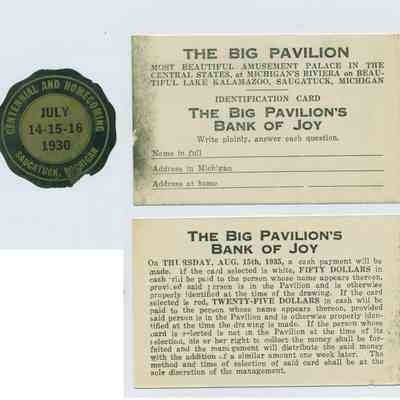 CENTENNIAL AND HOMECOMING
JULY
14-15-16
1930
SAUGATUCK, MICHIGAN
THE BIG PAVILION
MOST BEAUTIFUL AMUSEMENT PALACE IN THE
CENTRAL STATES, at MICHIGAN'S RIVIERA on BEAU-
TIFUL LAKE KALAMAZOO, SAUGATUCK, MICHIGAN
IDENTIFICATION CARD
THE BIG PAVILION'S
BANK OF JOY
Write plainly, answer each question.
Name in full
Address in Michigan
Address at home
THE BIG PAVILION'S
BANK OF JOY
On THURSDAY, AUG. 15th, 1935, a cash payment will be
made. if the card selected is white, FIFTY DOLLARS in
cash will be paid to the person whose name appears thereon,
provided said person is in the Pavilion and is otherwise
properly identified at the time of the drawing. If the card
selected is red, TWENTY-FIVE DOLLARS in cash will be
paid to the person whose name appears thereon, provided
said person is in the Pavilion and is otherwise properly iden-
tified at the time the drawing is made. If the person whose
card is selected is not in the Pavilion at the time of its
selection, his or her right to collect the money shall be for-
feited and the management will distribute the said money
with the addition of a similar amount one week later. The
method and time of selection of said card shall be at the
sole discretion of the management.